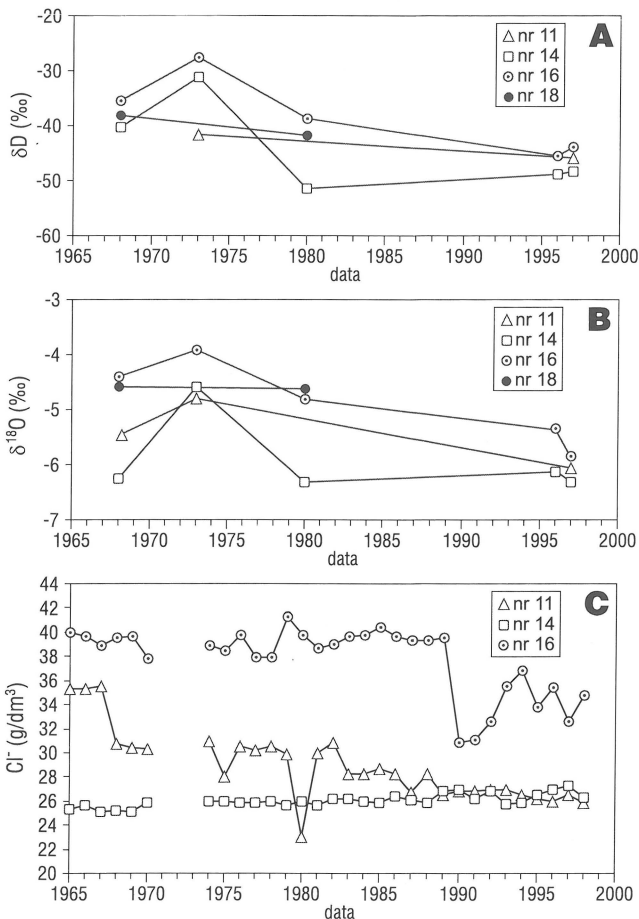 A
δD (‰)
-20
-30
-40
-50
-60
nr 11
nr 14
nr 16
nr 18
1965 1970 1975 1980 1985 1990 1995 2000
data
B
δ18O (‰)
-3
-4
-5
-6
-7
nr 11
nr 14
nr 16
nr 18
1965 1970 1975 1980 1985 1990 1995 2000
data
C
Cl- (g/dm3)
44
42
40
38
36
34
32
30
28
26
24
22
20
nr 11
nr 14
nr 16
1965 1970 1975 1980 1985 1990 1995 2000
data